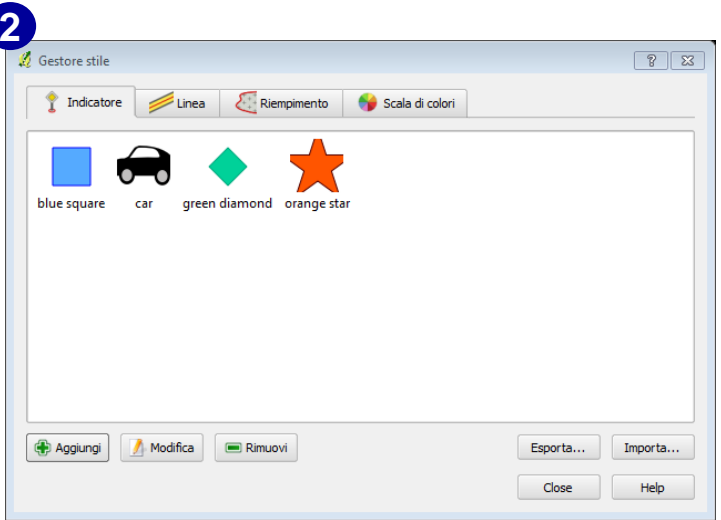 2
Gestore stile
Indicatore Linea Riempimento Scala di colori
blue square car green diamond orange star
Aggiungi Modifica Rimuovi Esporta... Importa...
Close Help